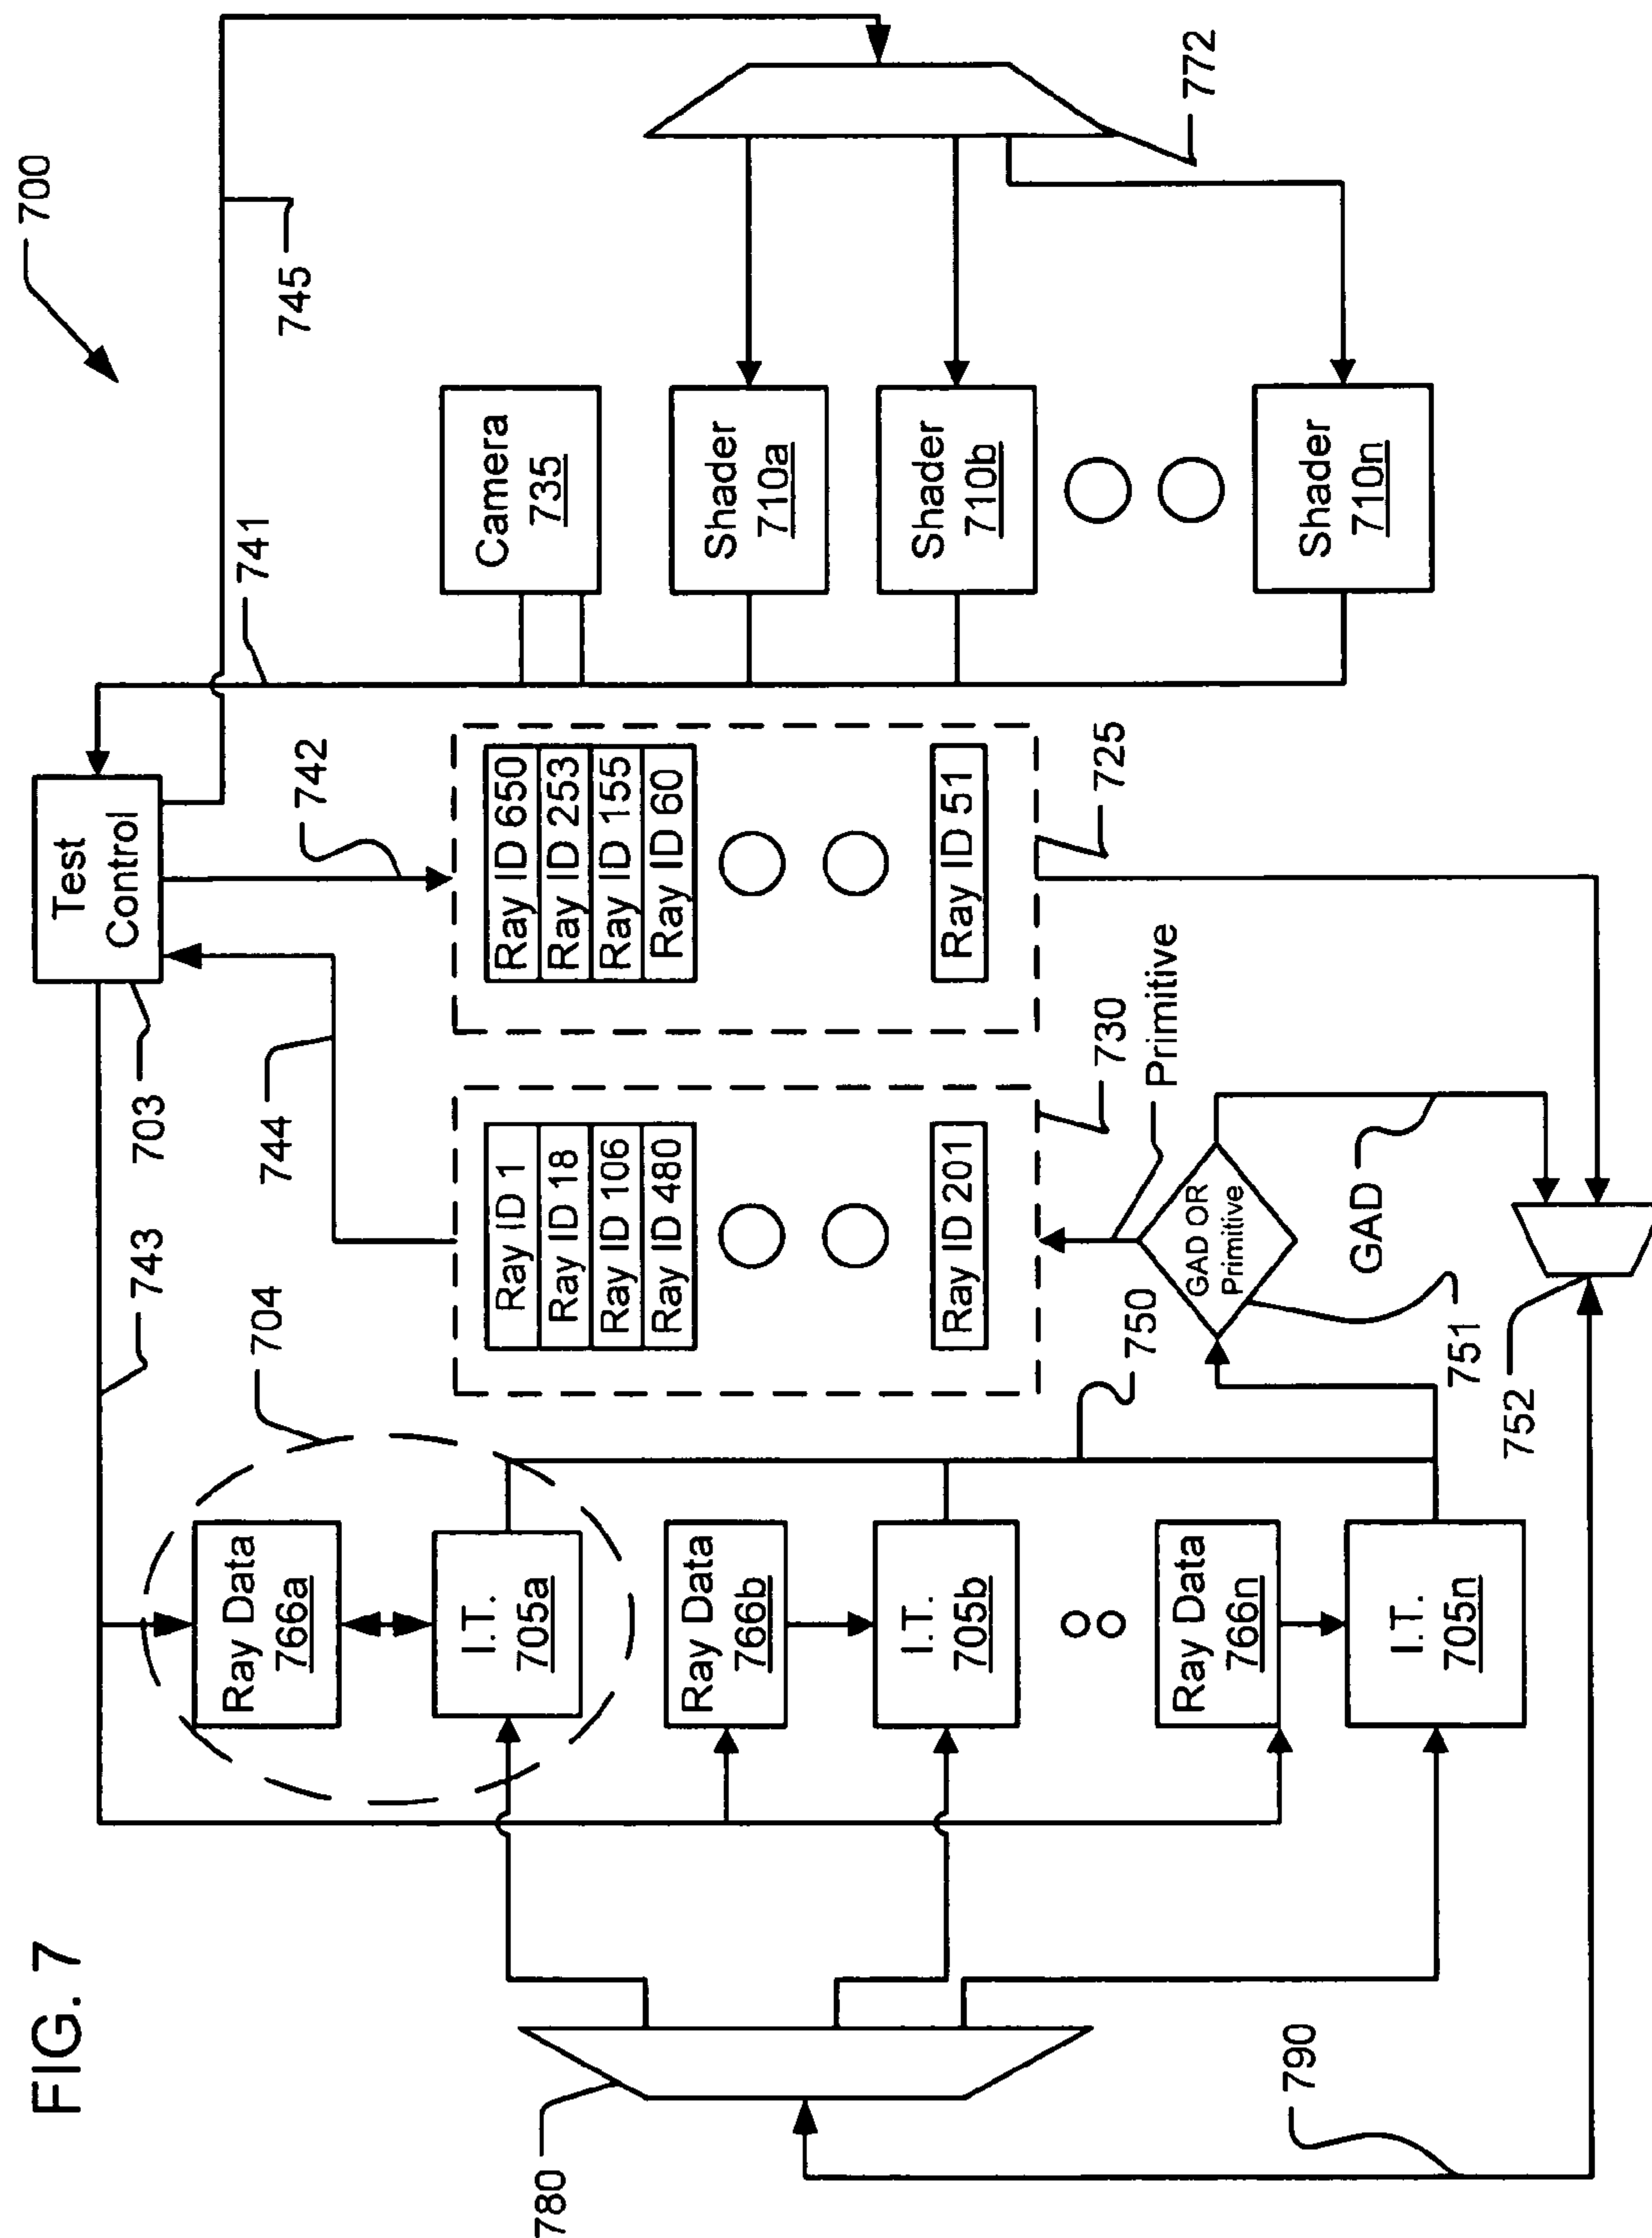 FIG. 7
700
Test
Control
703
745
741
742
743
744
704
Camera
735
Shader
710a
Shader
710b
Shader
710n
772
Ray ID 650
Ray ID 253
Ray ID 155
Ray ID 60
Ray ID 51
725
Ray ID 1
Ray ID 18
Ray ID 106
Ray ID 480
Ray ID 201
730
Primitive
GAD OR
Primitive
GAD
750
751
752
Ray Data
766a
I.T.
705a
Ray Data
766b
I.T.
705b
Ray Data
766n
I.T.
705n
780
790